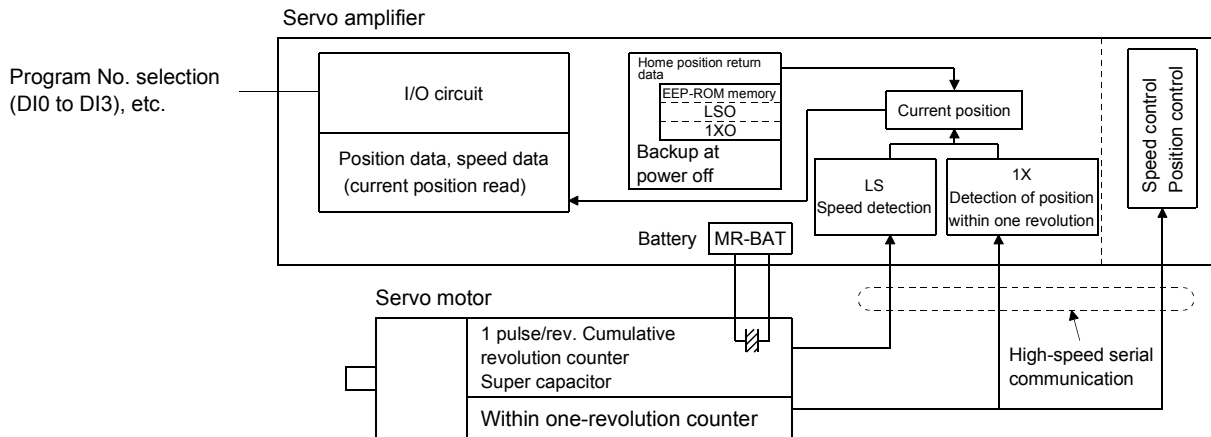 Servo amplifier
Program No. selection
(DI0 to DI3), etc.
I/O circuit
Position data, speed data
(current position read)
Home position return
data
EEP-ROM memory
LSO
1XO
Backup at
power off
Current position
LS
Speed detection
1X
Detection of position
within one revolution
Speed control
Position control
Battery
MR-BAT
Servo motor
1 pulse/rev. Cumulative
revolution counter
Super capacitor
Within one-revolution counter
High-speed serial
communication